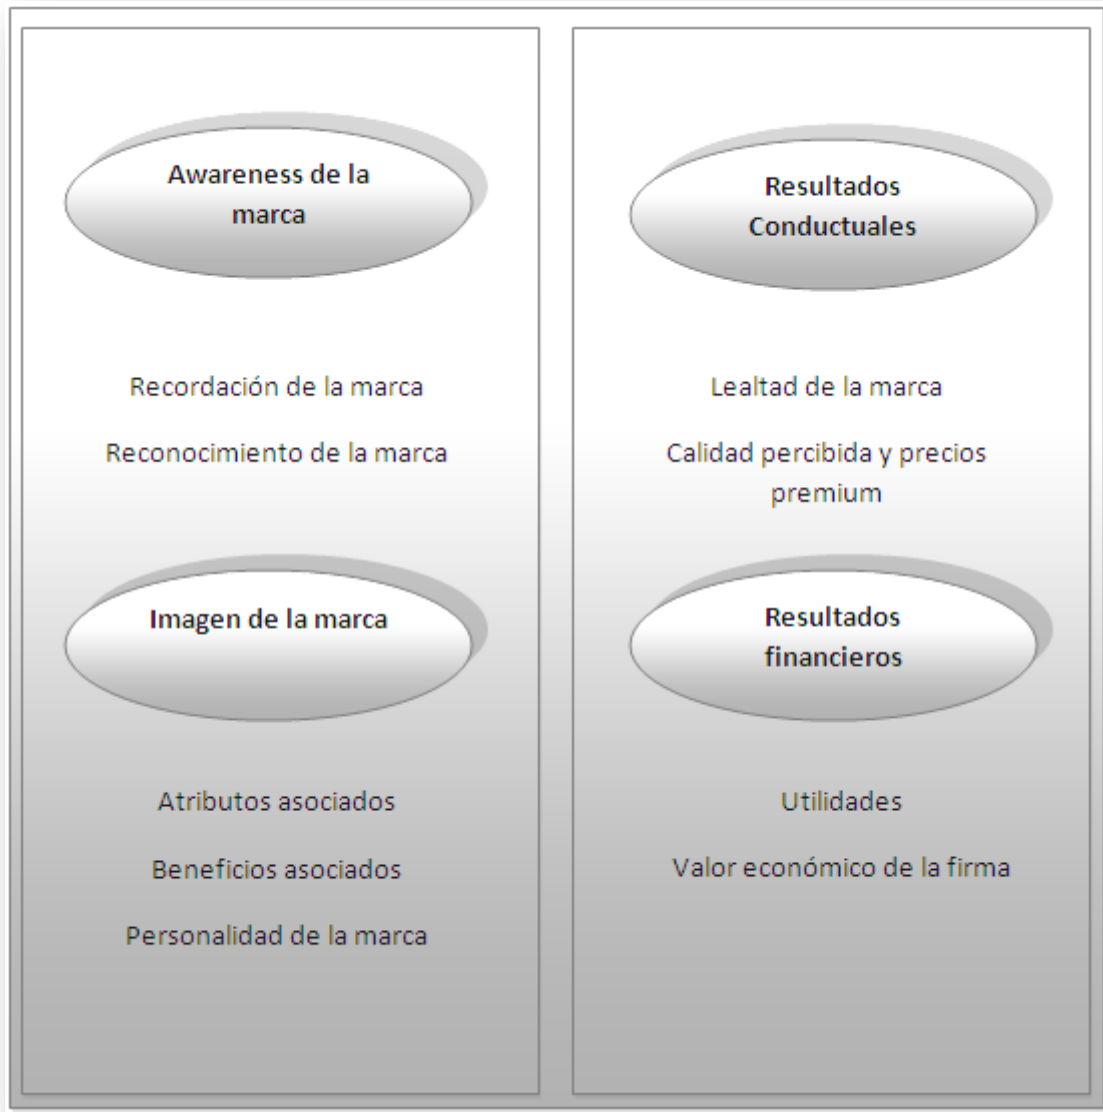 Awareness de la
marca
Recordación de la marca
Reconocimiento de la marca
Imagen de la marca
Atributos asociados
Beneficios asociados
Personalidad de la marca
Resultados
Conductuales
Lealtad de la marca
Calidad percibida y precios
premium
Resultados
financieros
Utilidades
Valor económico de la firma